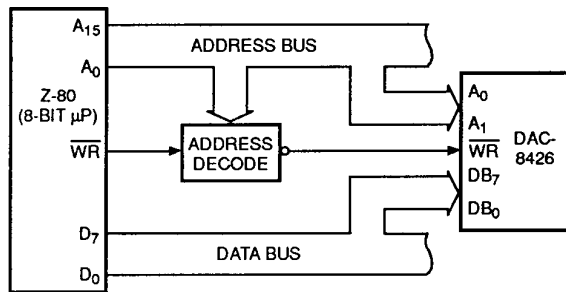 A15
ADDRESS BUS
A0
Z-80
(8-BIT μP)
WR
ADDRESS
DECODE
D7
DATA BUS
D0
A0
A1
WR
DAC-
8426
DB7
DB0